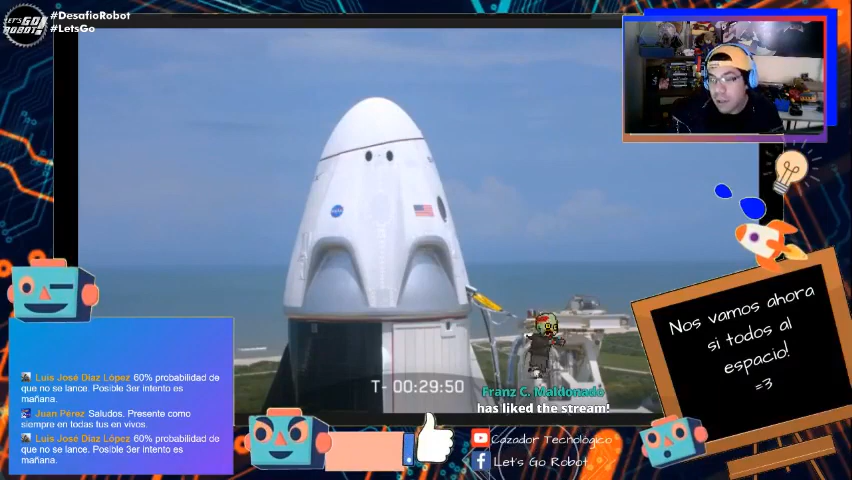 LET'S GO ROBOT!
#DesafioRobot
#LetsGo
T- 00:29:50
Franz C. Maldonado
has liked the stream!
Nos vamos ahora
si todos al
espacio!
=3
Luis José Díaz López 60% probabilidad de
que no se lance. Posible 3er intento es
mañana.
Juan Pérez Saludos. Presente como
siempre en todas tus en vivos.
Luis José Díaz López 60% probabilidad de
que no se lance. Posible 3er intento es
mañana.
Cazador Tecnológico
Let's Go Robot